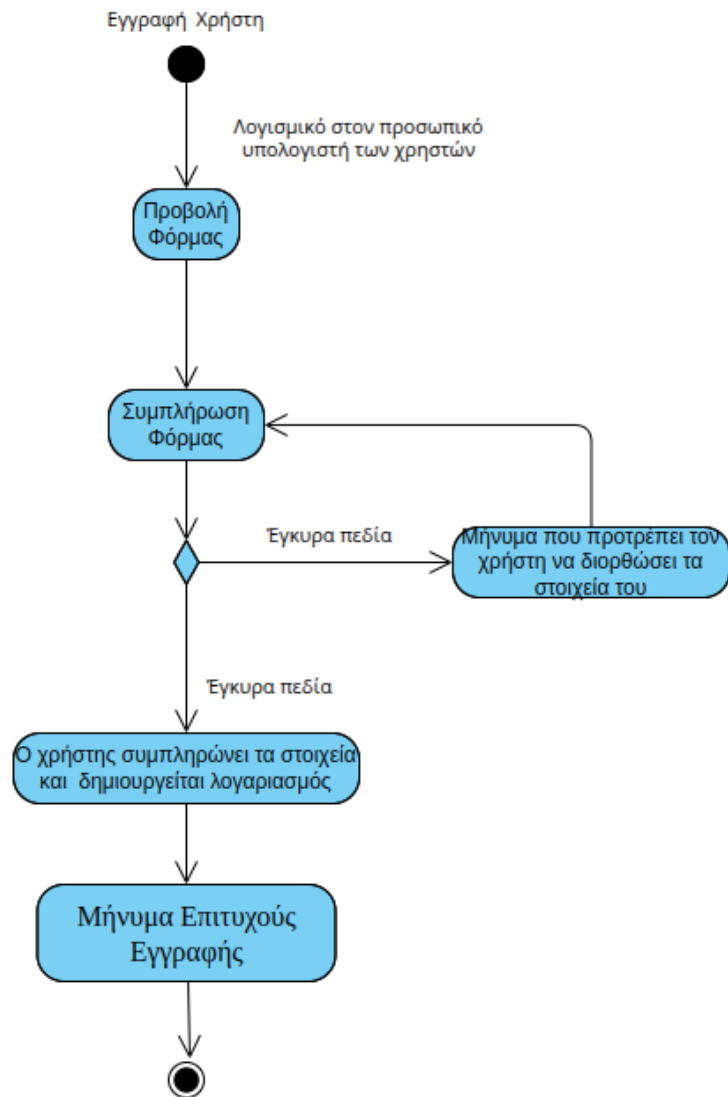 Εγγραφή Χρήστη
Λογισμικό στον προσωπικό
υπολογιστή των χρηστών
Προβολή
Φόρμας
Συμπλήρωση
Φόρμας
Έγκυρα πεδία
Μήνυμα που προτρέπει τον
χρήστη να διορθώσει τα
στοιχεία του
Έγκυρα πεδία
Ο χρήστης συμπληρώνει τα στοιχεία
και δημιουργείται λογαριασμός
Μήνυμα Επιτυχούς
Εγγραφής